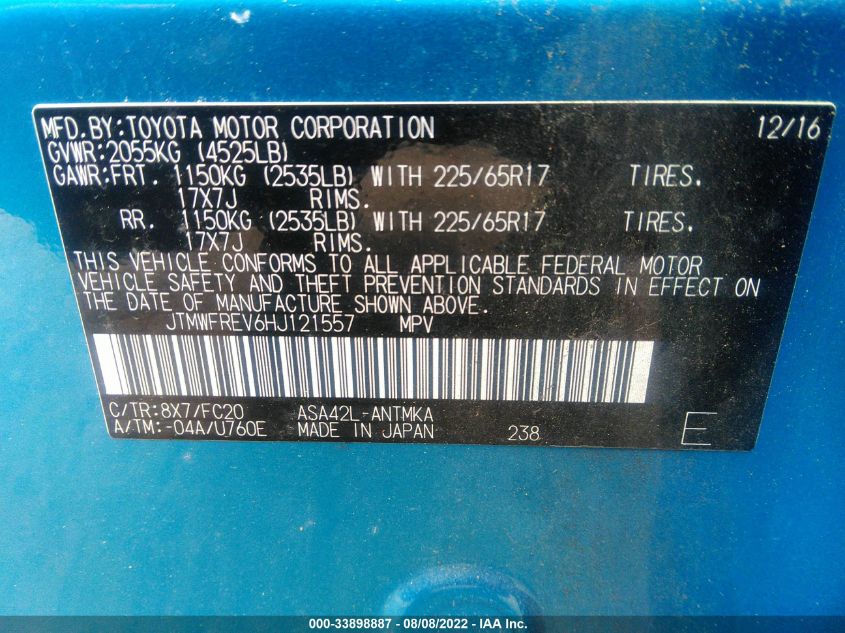 MFD.BY:TOYOTA MOTOR CORPORATION 12/16
GVWR:2055KG (4525LB)
GAWR:FRT. 1150KG (2535LB) WITH 225/65R17 TIRES.
17X7J RIMS.
RR. 1150KG (2535LB) WITH 225/65R17 TIRES.
17X7J RIMS.
THIS VEHICLE CONFORMS TO ALL APPLICABLE FEDERAL MOTOR
VEHICLE SAFETY AND THEFT PREVENTION STANDARDS IN EFFECT ON
THE DATE OF MANUFACTURE SHOWN ABOVE.
JTMWFREV6HJ121557 MPV
C/TR:8X7/FC20 ASA42L-ANTMKA
A/TM:-04A/U760E MADE IN JAPAN 238 E
000-33898887 - 08/08/2022 - IAA Inc.